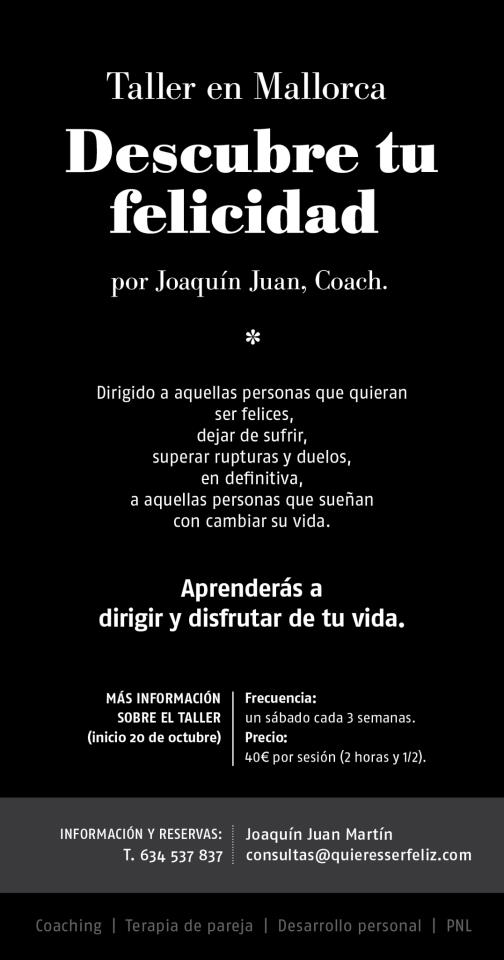 Taller en Mallorca
Descubre tu
felicidad
por Joaquín Juan, Coach.
*
Dirigido a aquellas personas que quieran
ser felices,
dejar de sufrir,
superar rupturas y duelos,
en definitiva,
a aquellas personas que sueñan
con cambiar su vida.
Aprenderás a
dirigir y disfrutar de tu vida.
MÁS INFORMACIÓN
SOBRE EL TALLER
(inicio 20 de octubre)
Frecuencia:
un sábado cada 3 semanas.
Precio:
40€ por sesión (2 horas y 1/2).
INFORMACIÓN Y RESERVAS:
T. 634 537 837
Joaquín Juan Martín
consultas@quieresserfeliz.com
Coaching | Terapia de pareja | Desarrollo personal | PNL